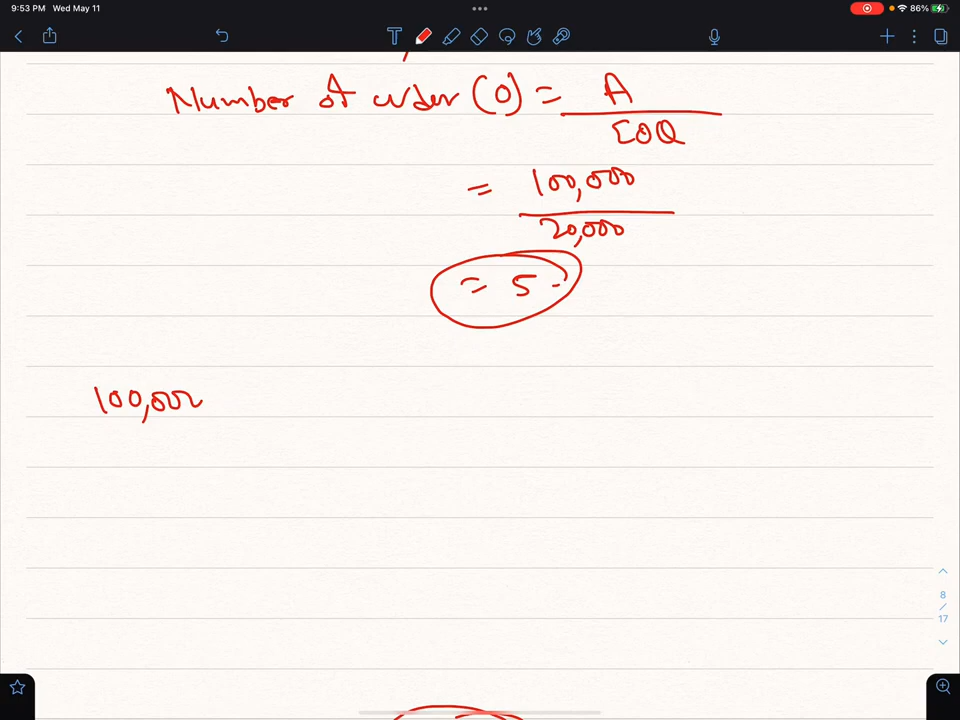 9:53 PM Wed May 11
86%
Number of order (O) = A
EOQ
= 100,000
20,000
= 5
100,000
8
/
17